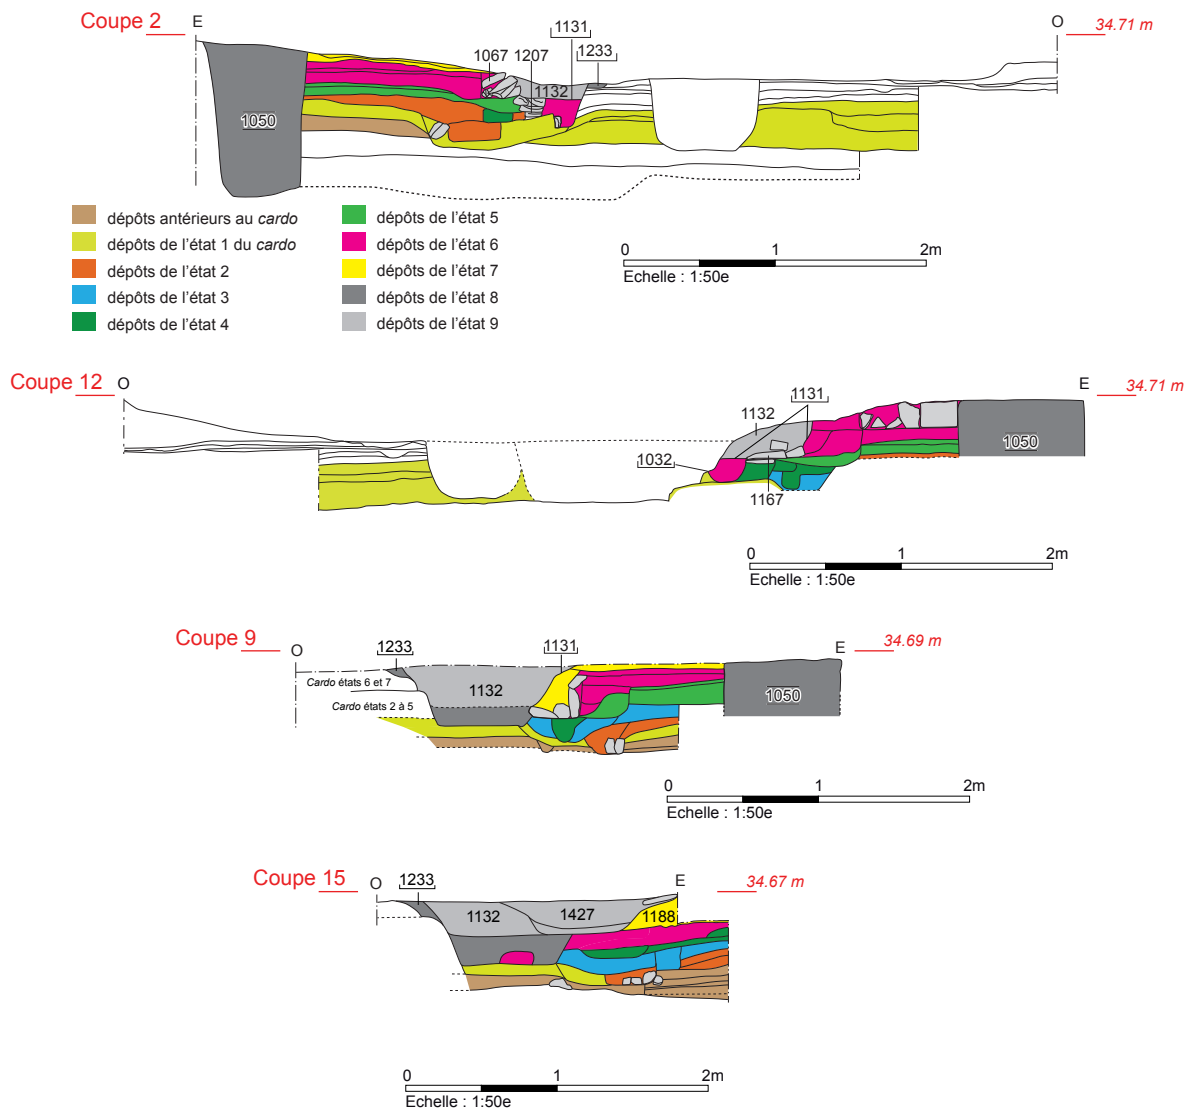 Coupe 2 E O 34.71 m
1131
1067 1207 1233
1132
1050
dépôts antérieurs au cardo
dépôts de l'état 1 du cardo
dépôts de l'état 2
dépôts de l'état 3
dépôts de l'état 4
dépôts de l'état 5
dépôts de l'état 6
dépôts de l'état 7
dépôts de l'état 8
dépôts de l'état 9
0 1 2m
Echelle : 1:50e
Coupe 12 O E 34.71 m
1131
1132
1050
1032
1167
0 1 2m
Echelle : 1:50e
Coupe 9 O 1233 1131 E 34.69 m
Cardo états 6 et 7
1132
1050
Cardo états 2 à 5
0 1 2m
Echelle : 1:50e
Coupe 15 O 1233 E 34.67 m
1132 1427 1188
0 1 2m
Echelle : 1:50e